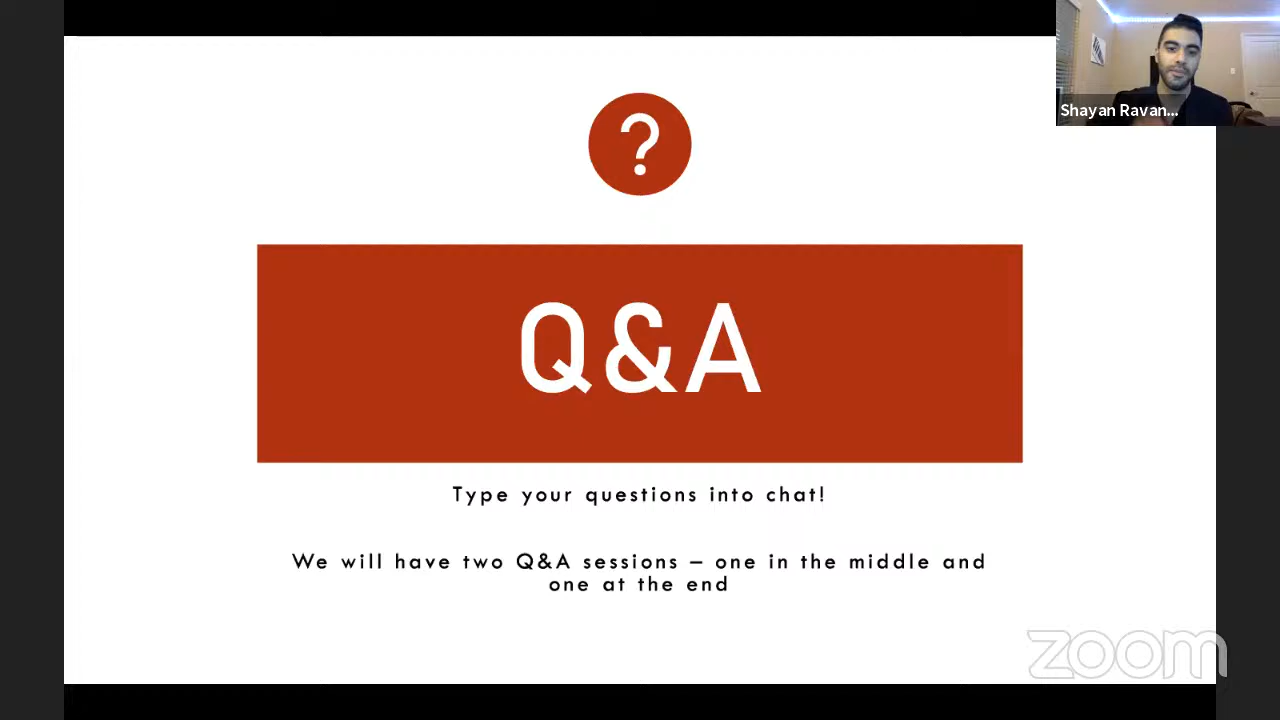 Shayan Ravan...
?
Q&A
Type your questions into chat!
We will have two Q&A sessions – one in the middle and
one at the end
zoom